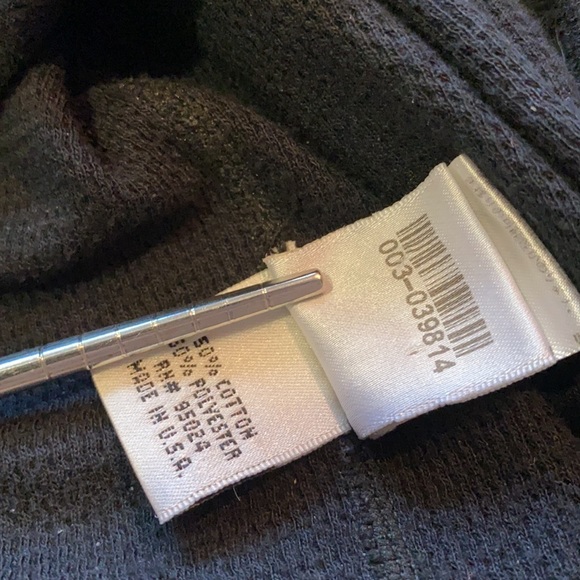 003-039814
50% COTTON
50% POLYESTER
RN# 95024
MADE IN U.S.A.